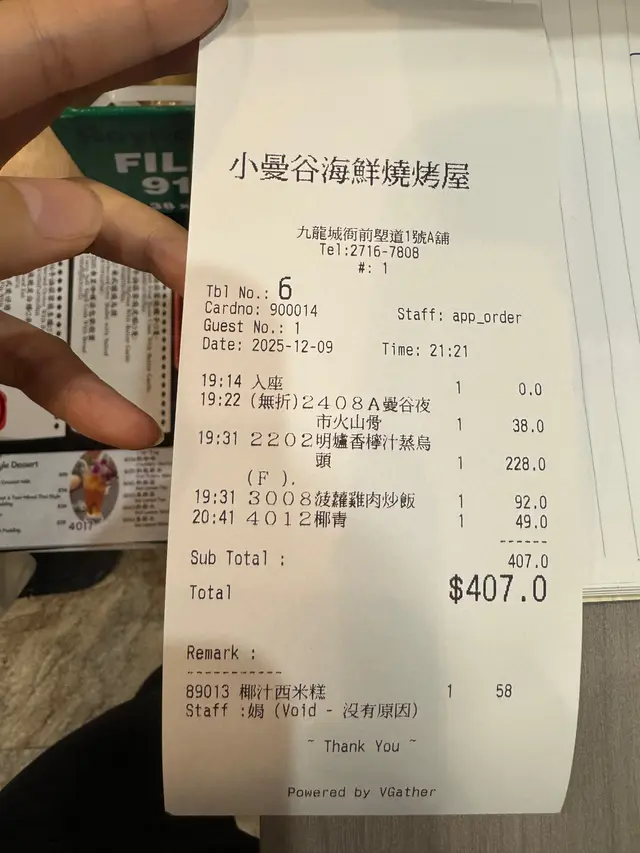 FIL
91
小曼谷海鮮燒烤屋
九龍城衙前塱道1號A舖
Tel:2716-7808
#: 1
Tbl No.: 6
Cardno: 900014 Staff: app_order
Guest No.: 1
Date: 2025-12-09 Time: 21:21
19:14 入座 1 0.0
19:22 (無折)2408A曼谷夜
市火山骨 1 38.0
19:31 2202明爐香檸汁蒸烏
頭 1 228.0
(F ).
19:31 3008菠蘿雞肉炒飯 1 92.0
20:41 4012椰青 1 49.0
------
Sub Total : 407.0
Total $407.0
Remark :
-----------
89013 椰汁西米糕 1 58
Staff :娟 (Void - 沒有原因)
~ Thank You ~
Powered by VGather
Dessert
4017